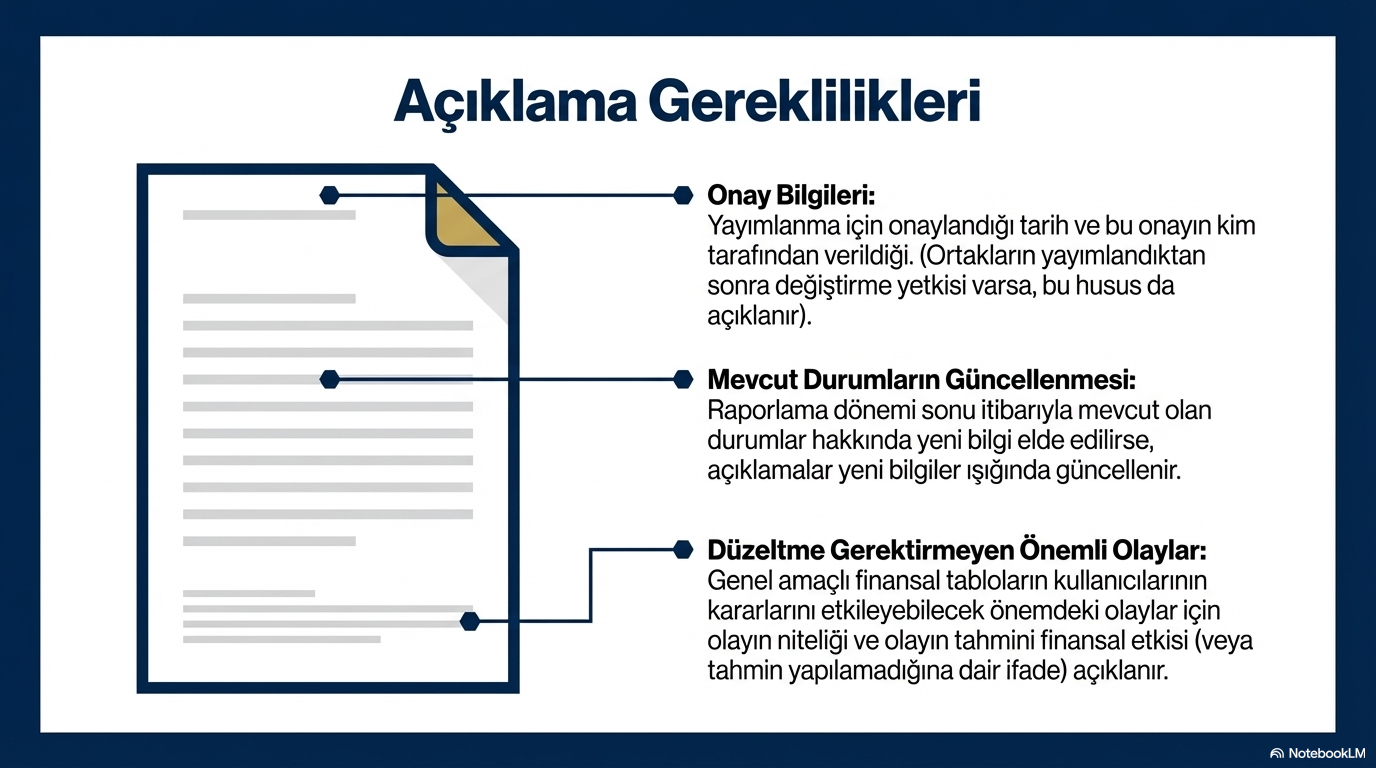 Açıklama Gereklilikleri
Onay Bilgileri:
Yayımlanma için onaylandığı tarih ve bu onayın kim
tarafından verildiği. (Ortakların yayımlandıktan
sonra değiştirme yetkisi varsa, bu husus da
açıklanır).
Mevcut Durumların Güncellenmesi:
Raporlama dönemi sonu itibarıyla mevcut olan
durumlar hakkında yeni bilgi elde edilirse,
açıklamalar yeni bilgiler ışığında güncellenir.
Düzeltme Gerektirmeyen Önemli Olaylar:
Genel amaçlı finansal tabloların kullanıcılarının
kararlarını etkileyebilecek önemdeki olaylar için
olayın niteliği ve olayın tahmini finansal etkisi (veya
tahmin yapılamadığına dair ifade) açıklanır.
NotebookLM